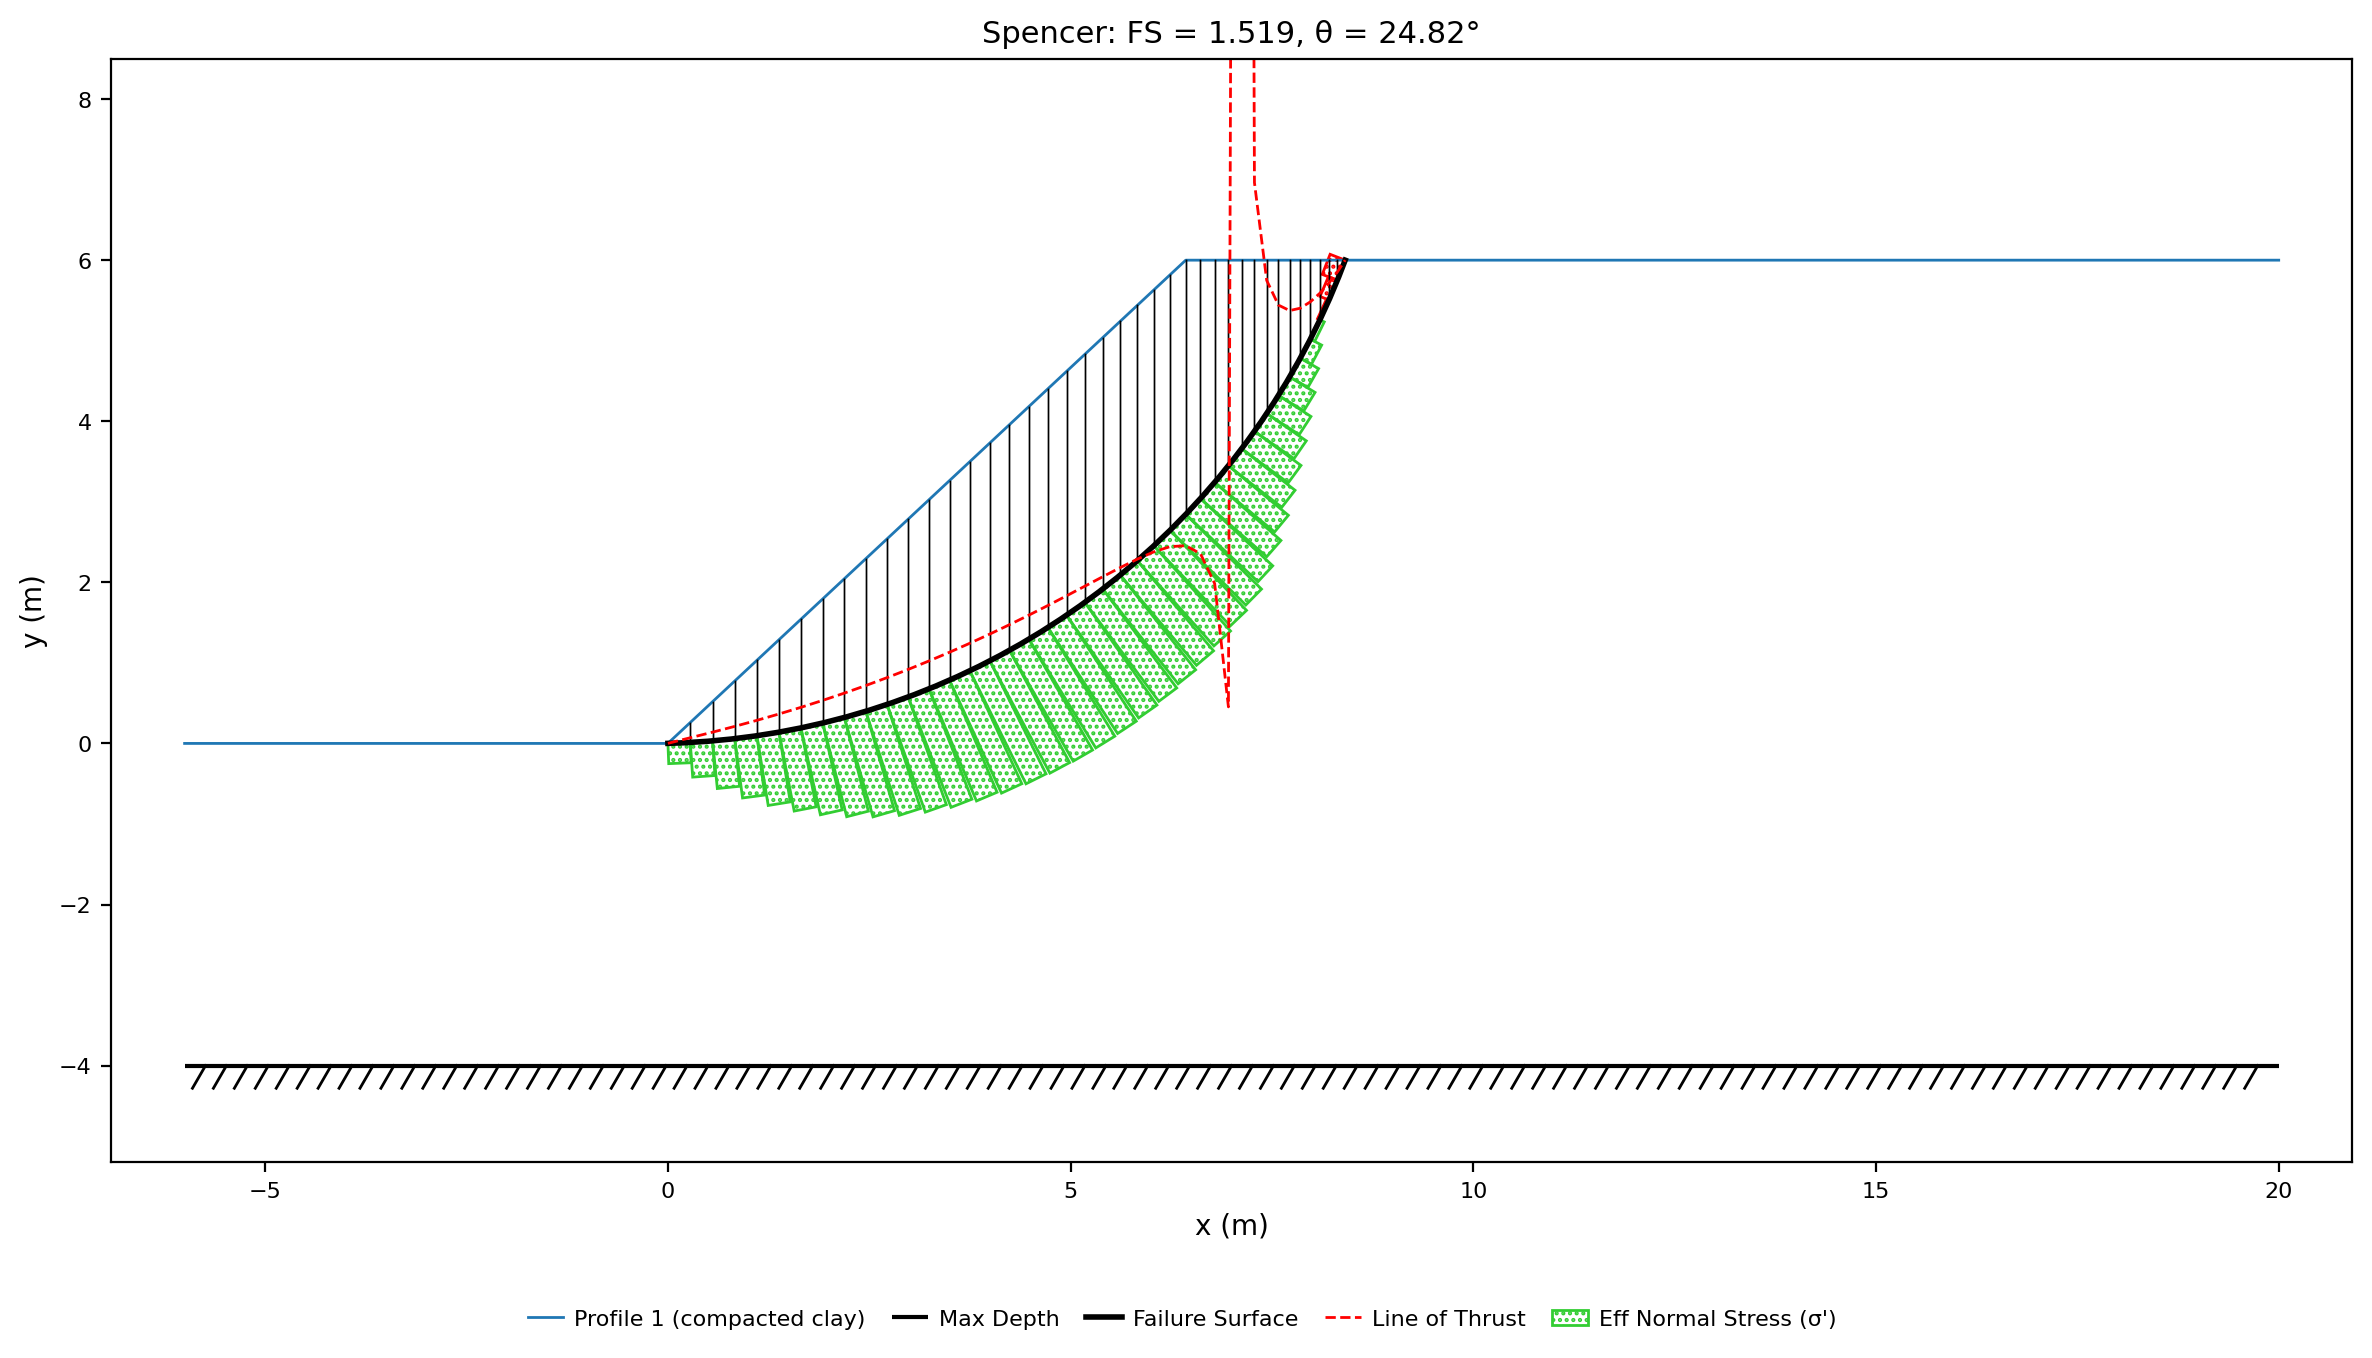 Spencer: FS = 1.519, θ = 24.82°
8
6
4
2
0
−2
−4
y (m)
−5
0
5
10
15
20
x (m)
Profile 1 (compacted clay)
Max Depth
Failure Surface
Line of Thrust
Eff Normal Stress (σ')